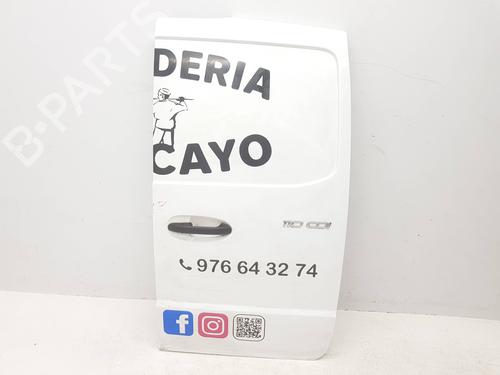 B-PARTS
DERIA
CAYO
110 CDI
976 64 32 74
f